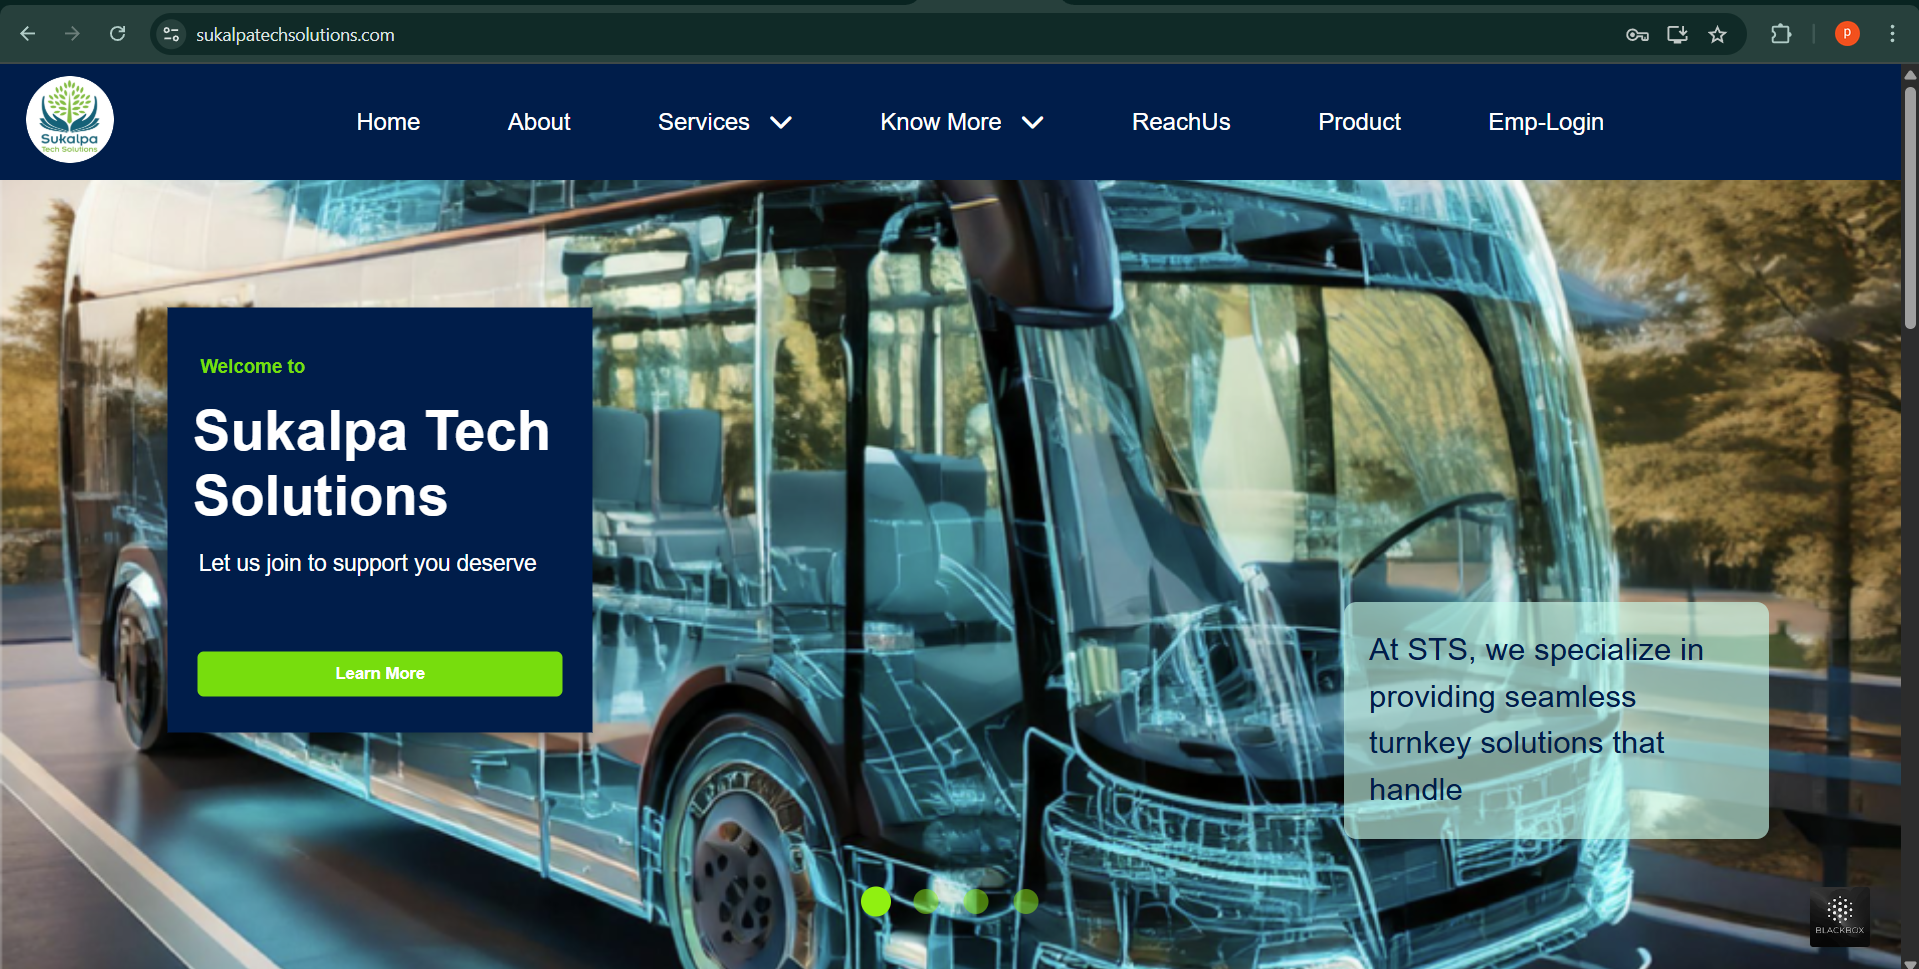 sukalpatechsolutions.com
P
Sukalpa
Tech Solutions
Home
About
Services
Know More
ReachUs
Product
Emp-Login
Welcome to
Sukalpa Tech
Solutions
Let us join to support you deserve
Learn More
At STS, we specialize in
providing seamless
turnkey solutions that
handle
BLACKBOX